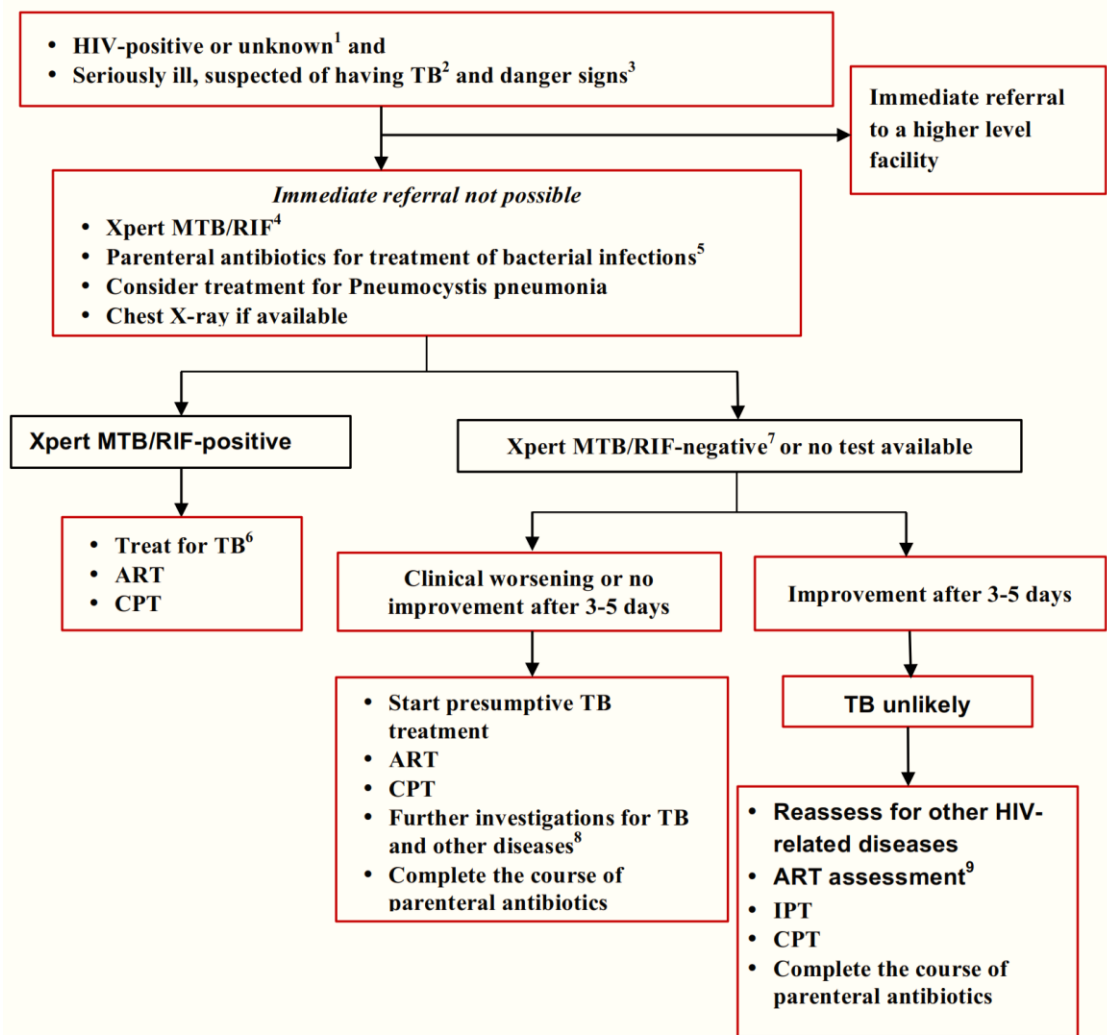 • HIV-positive or unknown¹ and
• Seriously ill, suspected of having TB² and danger signs³
Immediate referral
to a higher level
facility
Immediate referral not possible
• Xpert MTB/RIF⁴
• Parenteral antibiotics for treatment of bacterial infections⁵
• Consider treatment for Pneumocystis pneumonia
• Chest X-ray if available
Xpert MTB/RIF-positive
Xpert MTB/RIF-negative⁷ or no test available
• Treat for TB⁶
• ART
• CPT
Clinical worsening or no
improvement after 3-5 days
Improvement after 3-5 days
• Start presumptive TB
treatment
• ART
• CPT
• Further investigations for TB
and other diseases⁸
• Complete the course of
parenteral antibiotics
TB unlikely
• Reassess for other HIV-
related diseases
• ART assessment⁹
• IPT
• CPT
• Complete the course of
parenteral antibiotics